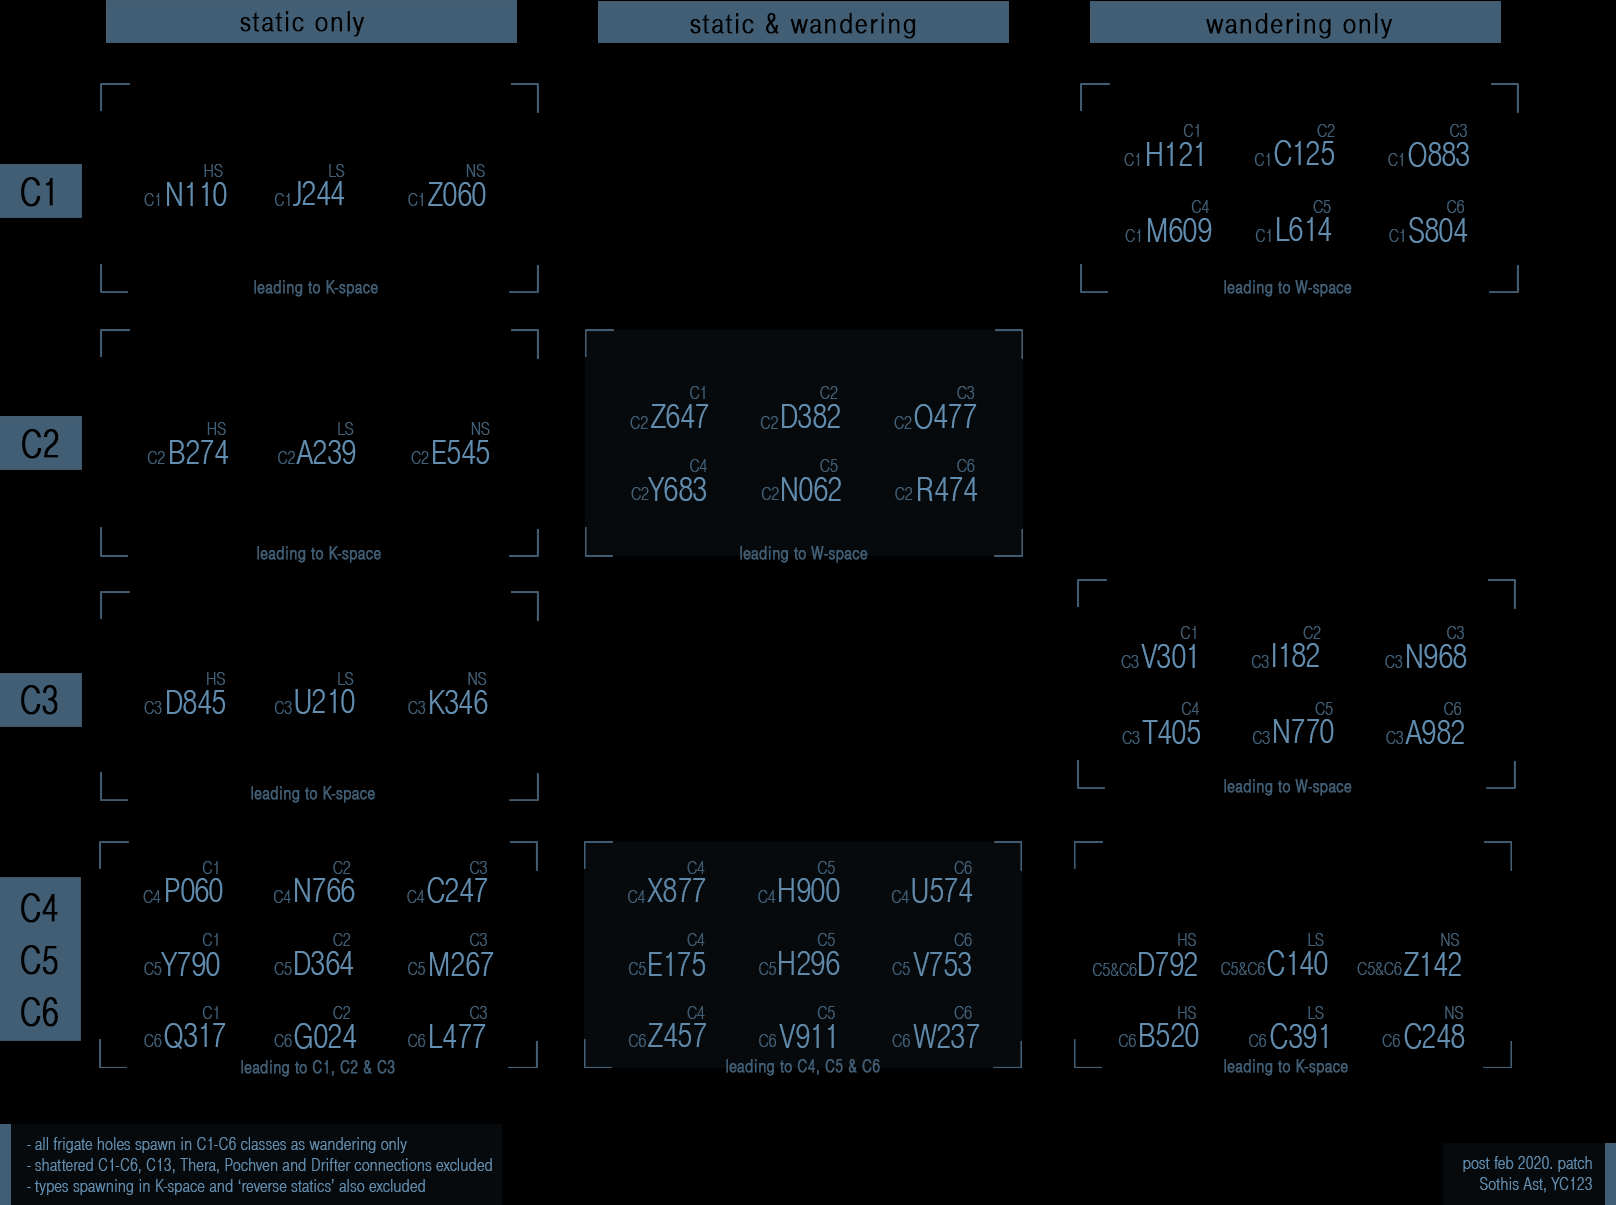 static only
static & wandering
wandering only
C1
HS LS NS
C1 N110 C1 J244 C1 Z060
leading to K-space
C1 C2 C3
C1 H121 C1 C125 C1 O883
C4 C5 C6
C1 M609 C1 L614 C1 S804
leading to W-space
C2
HS LS NS
C2 B274 C2 A239 C2 E545
leading to K-space
C1 C2 C3
C2 Z647 C2 D382 C2 O477
C4 C5 C6
C2 Y683 C2 N062 C2 R474
leading to W-space
C3
HS LS NS
C3 D845 C3 U210 C3 K346
leading to K-space
C1 C2 C3
C3 V301 C3 I182 C3 N968
C4 C5 C6
C3 T405 C3 N770 C3 A982
leading to W-space
C4
C5
C6
C1 C2 C3
C4 P060 C4 N766 C4 C247
C1 C2 C3
C5 Y790 C5 D364 C5 M267
C1 C2 C3
C6 Q317 C6 G024 C6 L477
leading to C1, C2 & C3
C4 C5 C6
C4 X877 C4 H900 C4 U574
C4 C5 C6
C5 E175 C5 H296 C5 V753
C4 C5 C6
C6 Z457 C6 V911 C6 W237
leading to C4, C5 & C6
HS LS NS
C5&C6 D792 C5&C6 C140 C5&C6 Z142
HS LS NS
C6 B520 C6 C391 C6 C248
leading to K-space
- all frigate holes spawn in C1-C6 classes as wandering only
- shattered C1-C6, C13, Thera, Pochven and Drifter connections excluded
- types spawning in K-space and ‘reverse statics’ also excluded
post feb 2020. patch
Sothis Ast, YC123